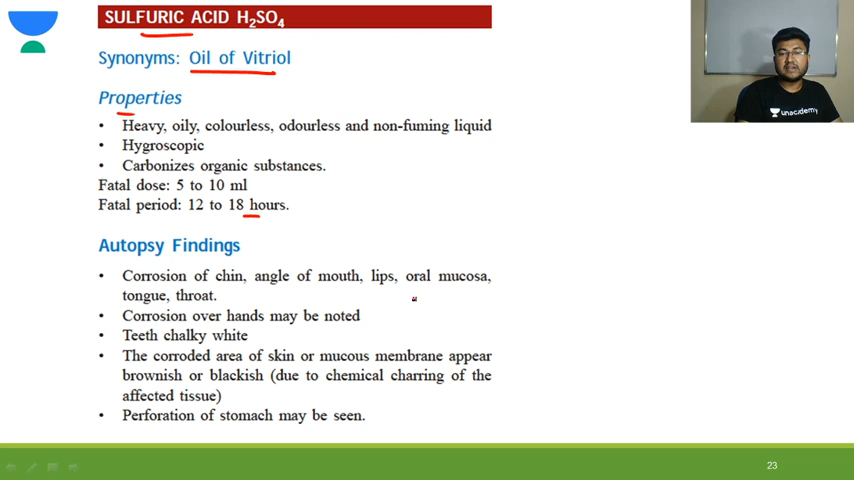 SULFURIC ACID H₂SO₄
Synonyms: Oil of Vitriol
Properties
• Heavy, oily, colourless, odourless and non-fuming liquid
• Hygroscopic
• Carbonizes organic substances.
Fatal dose: 5 to 10 ml
Fatal period: 12 to 18 hours.
Autopsy Findings
• Corrosion of chin, angle of mouth, lips, oral mucosa,
tongue, throat.
• Corrosion over hands may be noted
• Teeth chalky white
• The corroded area of skin or mucous membrane appear
brownish or blackish (due to chemical charring of the
affected tissue)
• Perforation of stomach may be seen.
unacademy
23